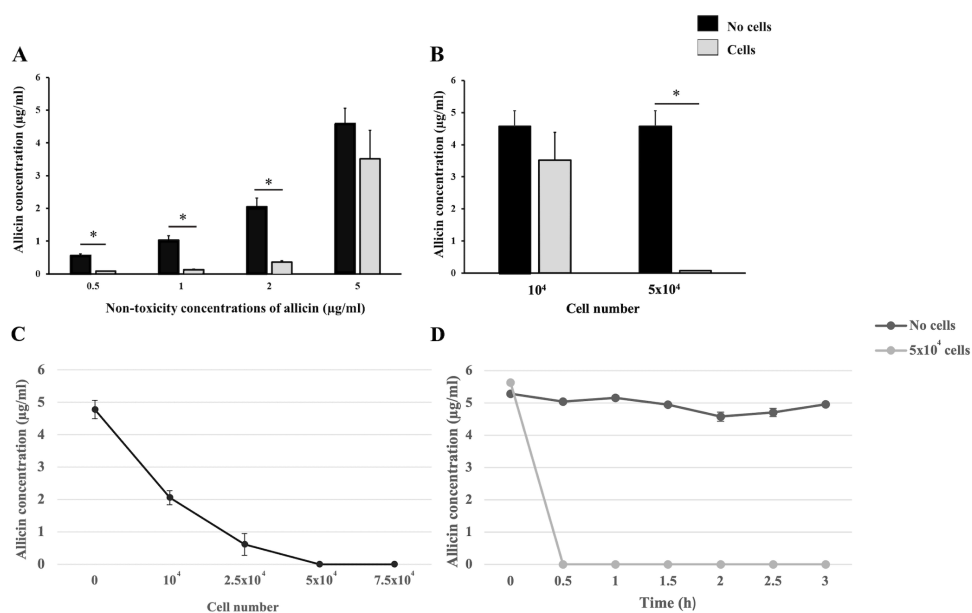 No cells
Cells
A
B
Allicin concentration (µg/ml)
6
5
4
3
2
1
0
*
*
*
0.5 1 2 5
Non-toxicity concentrations of allicin (µg/ml)
Allicin concentration (µg/ml)
6
5
4
3
2
1
0
*
10⁴ 5x10⁴
Cell number
C
D
No cells
5x10⁴ cells
Allicin concentration (µg/ml)
6
5
4
3
2
1
0
0 10⁴ 2.5x10⁴ 5x10⁴ 7.5x10⁴
Cell number
Allicin concentration (µg/ml)
6
5
4
3
2
1
0
0 0.5 1 1.5 2 2.5 3
Time (h)